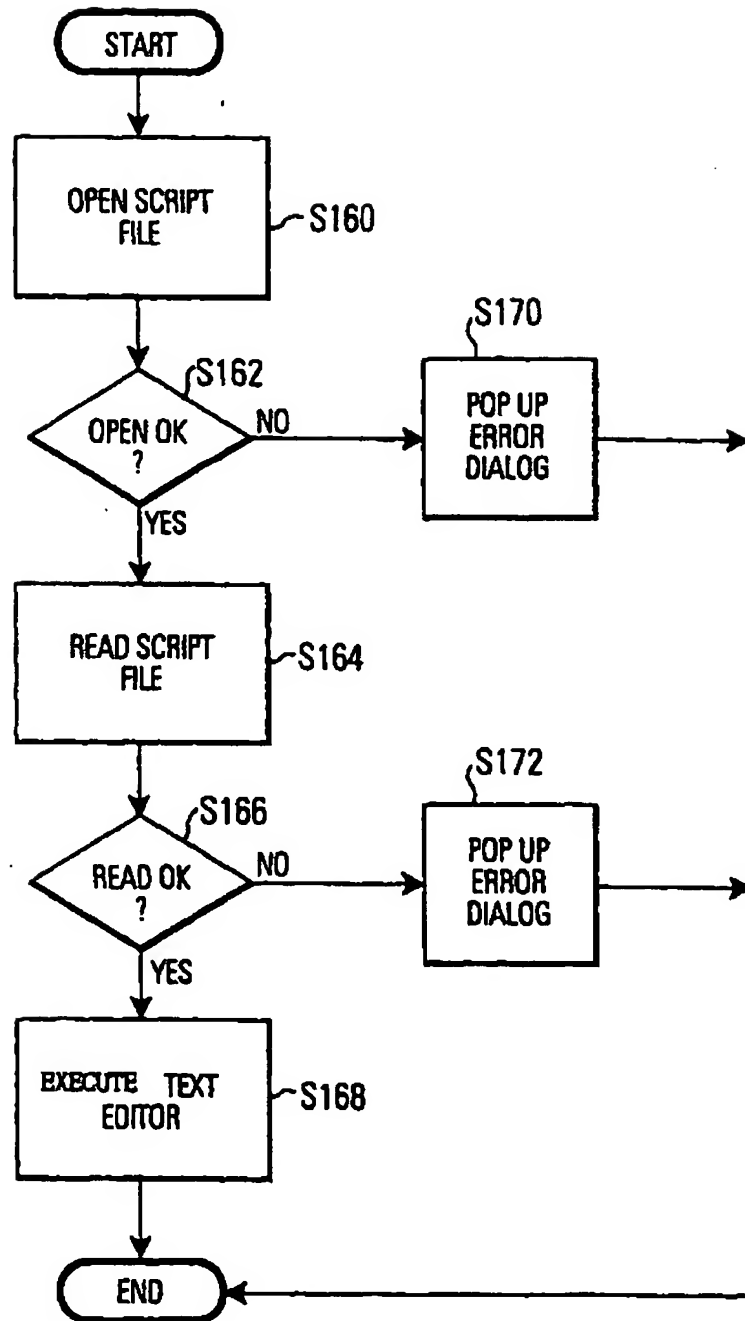 START
OPEN SCRIPT
FILE
S160
S162
OPEN OK
?
NO
YES
S170
POP UP
ERROR
DIALOG
READ SCRIPT
FILE
S164
S166
READ OK
?
NO
YES
S172
POP UP
ERROR
DIALOG
EXECUTE TEXT
EDITOR
S168
END